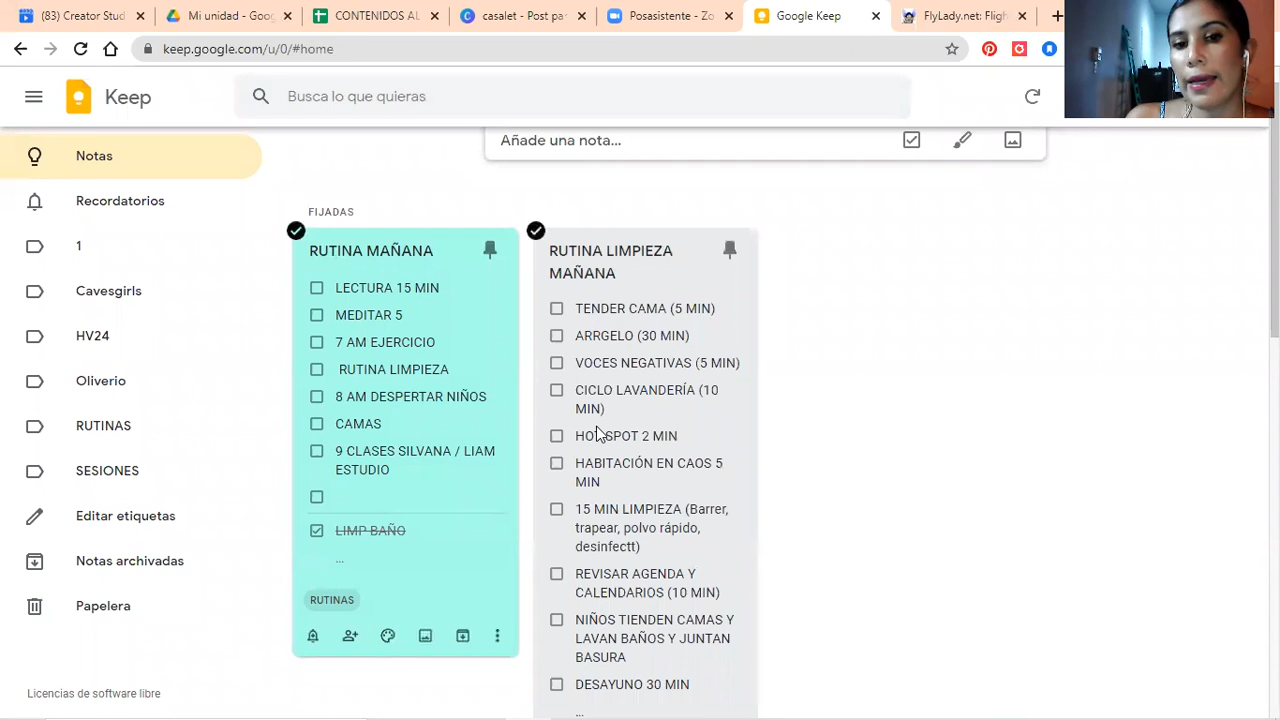 (83) Creator Studi
Mi unidad - Goog
CONTENIDOS AL
casalet - Post pa
Posasistente - Zo
Google Keep
FlyLady.net: Fligh
keep.google.com/u/0/#home
Keep
Busca lo que quieras
Añade una nota...
Notas
Recordatorios
1
Cavesgirls
HV24
Oliverio
RUTINAS
SESIONES
Editar etiquetas
Notas archivadas
Papelera
Licencias de software libre
FIJADAS
RUTINA MAÑANA
LECTURA 15 MIN
MEDITAR 5
7 AM EJERCICIO
RUTINA LIMPIEZA
8 AM DESPERTAR NIÑOS
CAMAS
9 CLASES SILVANA / LIAM
ESTUDIO
LIMP BAÑO
...
RUTINAS
RUTINA LIMPIEZA
MAÑANA
TENDER CAMA (5 MIN)
ARRGELO (30 MIN)
VOCES NEGATIVAS (5 MIN)
CICLO LAVANDERÍA (10
MIN)
HOTSPOT 2 MIN
HABITACIÓN EN CAOS 5
MIN
15 MIN LIMPIEZA (Barrer,
trapear, polvo rápido,
desinfectt)
REVISAR AGENDA Y
CALENDARIOS (10 MIN)
NIÑOS TIENDEN CAMAS Y
LAVAN BAÑOS Y JUNTAN
BASURA
DESAYUNO 30 MIN
...